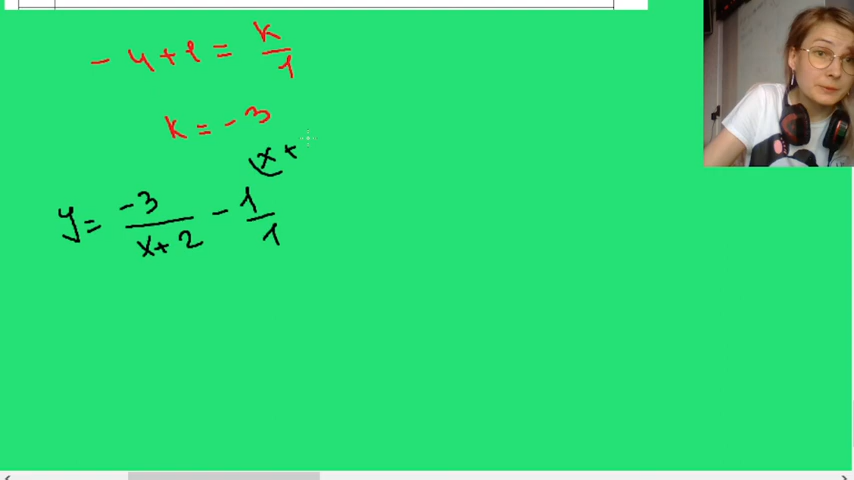 - 4 + 1 = k/1
k = - 3
(x +
y = -3/(x+2) - 1/1